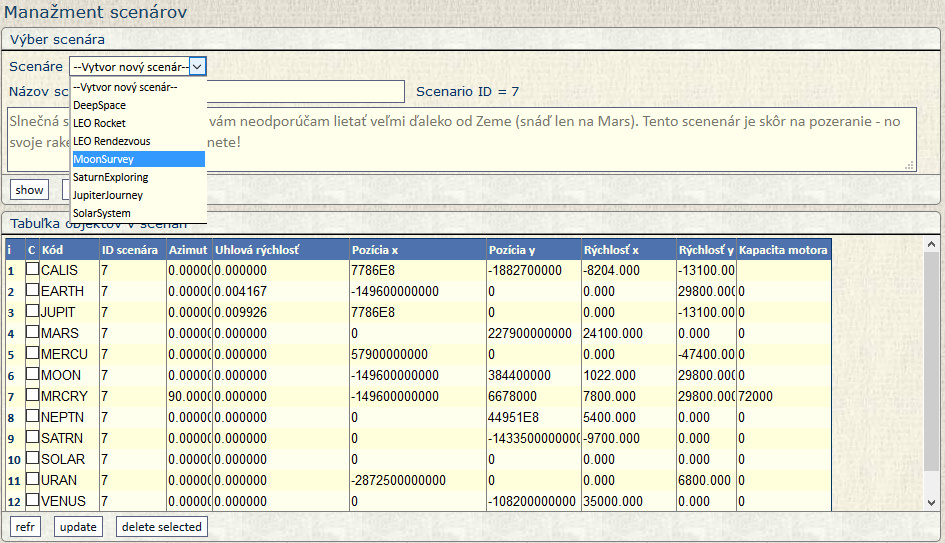 Manažment scenárov
Výber scenára
Scenáre --Vytvor nový scenár--
--Vytvor nový scenár--
DeepSpace
LEO Rocket
LEO Rendezvous
MoonSurvey
SaturnExploring
JupiterJourney
SolarSystem
Názov Scenario ID = 7
Slnečná vám neodporúčam lietať veľmi ďaleko od Zeme (snáď len na Mars). Tento scenenár je skôr na pozeranie - no
svoje
show
Tabuľka objektov v scenári
i C Kód ID scenára Azimut Uhlová rýchlosť Pozícia x Pozícia y Rýchlosť x Rýchlosť y Kapacita motora
1 CALIS 7 0.00000 0.000000 7786E8 -1882700000 -8204.000 -13100.00
2 EARTH 7 0.00000 0.004167 -149600000000 0 0.000 29800.000 0
3 JUPIT 7 0.00000 0.009926 7786E8 0 0.000 -13100.00 0
4 MARS 7 0.00000 0.000000 0 227900000000 24100.000 0.000 0
5 MERCU 7 0.00000 0.000000 57900000000 0 0.000 -47400.00 0
6 MOON 7 0.00000 0.000000 -149600000000 384400000 1022.000 29800.000 0
7 MRCRY 7 90.0000 0.000000 -149600000000 6678000 7800.000 29800.000 72000
8 NEPTN 7 0.00000 0.000000 0 44951E8 5400.000 0.000 0
9 SATRN 7 0.00000 0.000000 0 -1433500000000 -9700.000 0.000 0
10 SOLAR 7 0.00000 0.000000 0 0 0.000 0.000 0
11 URAN 7 0.00000 0.000000 -2872500000000 0 0.000 6800.000 0
12 VENUS 7 0.00000 0.000000 0 -108200000000 35000.000 0.000 0
refr update delete selected